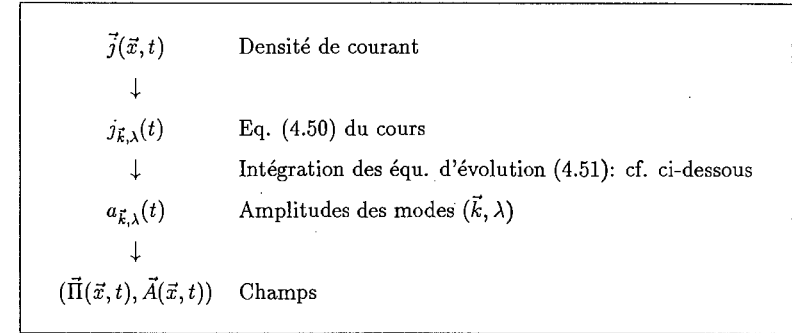 $\vec{j}(\vec{x},t)$ Densité de courant
↓
$j_{\vec{k},\lambda}(t)$ Eq. (4.50) du cours
↓ Intégration des équ. d'évolution (4.51): cf. ci-dessous
$a_{\vec{k},\lambda}(t)$ Amplitudes des modes $(\vec{k},\lambda)$
↓
$(\vec{\Pi}(\vec{x},t),\vec{A}(\vec{x},t))$ Champs